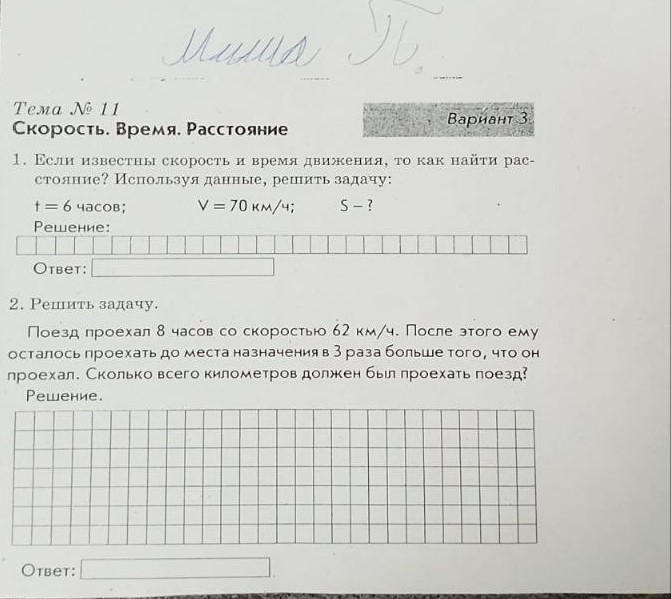 Миша П.
Тема № 11
Скорость. Время. Расстояние
Вариант 3
1. Если известны скорость и время движения, то как найти рас-
стояние? Используя данные, решить задачу:
t = 6 часов; V = 70 км/ч; S – ?
Решение:
Ответ:
2. Решить задачу.
Поезд проехал 8 часов со скоростью 62 км/ч. После этого ему
осталось проехать до места назначения в 3 раза больше того, что он
проехал. Сколько всего километров должен был проехать поезд?
Решение.
Ответ: